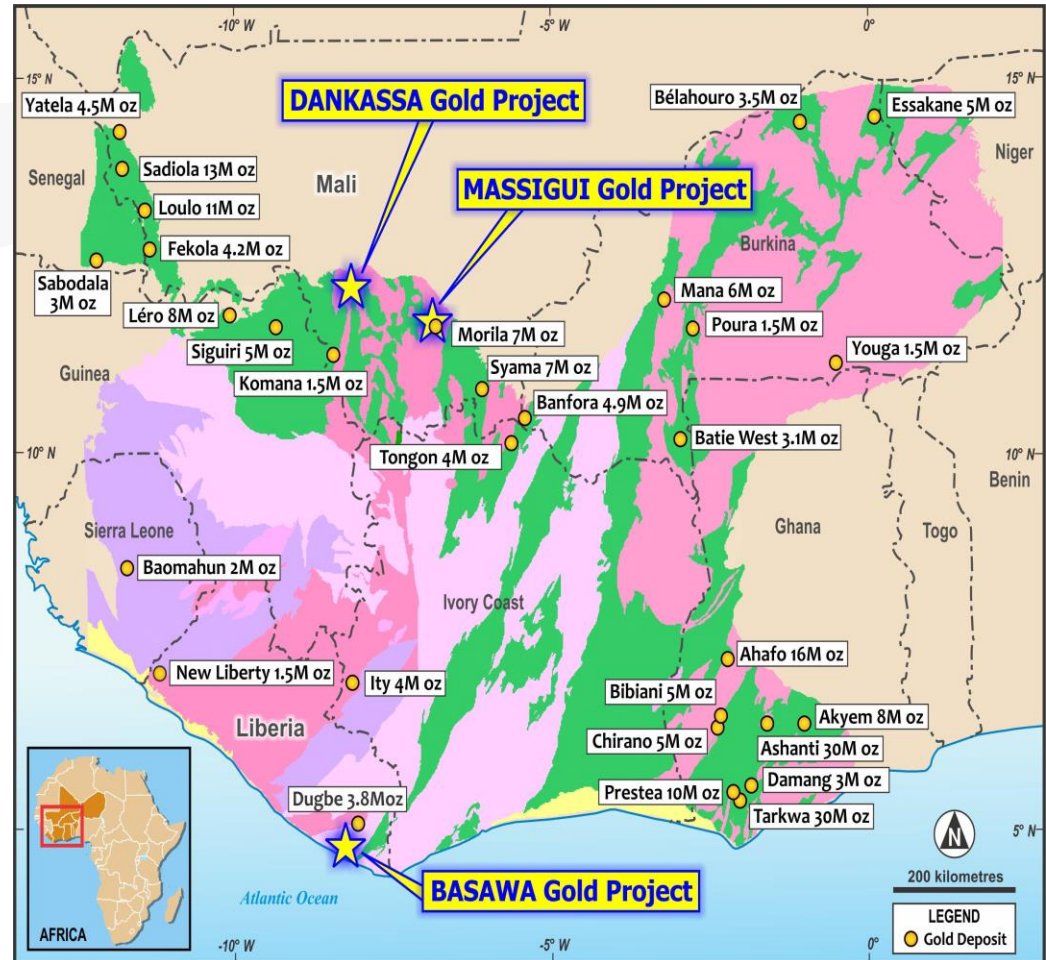 -10° W
-5° W
0°
15° N
15° N
DANKASSA Gold Project
Bélahouro 3.5M oz
Essakane 5M oz
Yatela 4.5M oz
Niger
Senegal
Sadiola 13M oz
Mali
MASSIGUI Gold Project
Loulo 11M oz
Fekola 4.2M oz
Burkina
Sabodala
3M oz
Mana 6M oz
Léro 8M oz
Poura 1.5M oz
Morila 7M oz
Siguiri 5M oz
Youga 1.5M oz
Guinea
Syama 7M oz
Komana 1.5M oz
Banfora 4.9M oz
Batie West 3.1M oz
Tongon 4M oz
10° N
10° N
Benin
Sierra Leone
Ghana
Togo
Baomahun 2M oz
Ivory Coast
Ahafo 16M oz
New Liberty 1.5M oz
Ity 4M oz
Bibiani 5M oz
Akyem 8M oz
Liberia
Chirano 5M oz
Ashanti 30M oz
Damang 3M oz
Prestea 10M oz
Dugbe 3.8Moz
Tarkwa 30M oz
5° N
N
BASAWA Gold Project
200 kilometres
Atlantic Ocean
LEGEND
Gold Deposit
AFRICA
-10° W
-5° W
0°